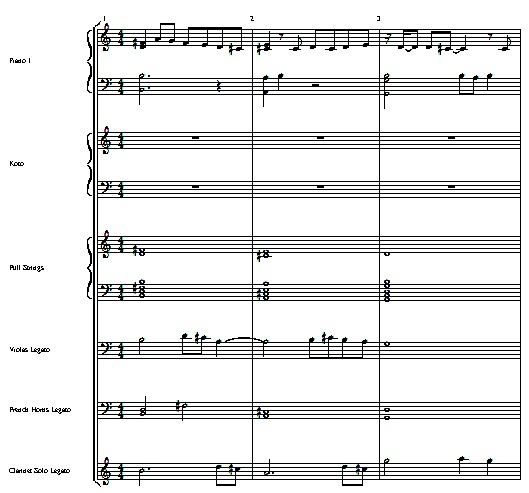 1 2 3
Piano 1
Koto
Full Strings
Violas Legato
French Horns Legato
Clarinet Solo Legato